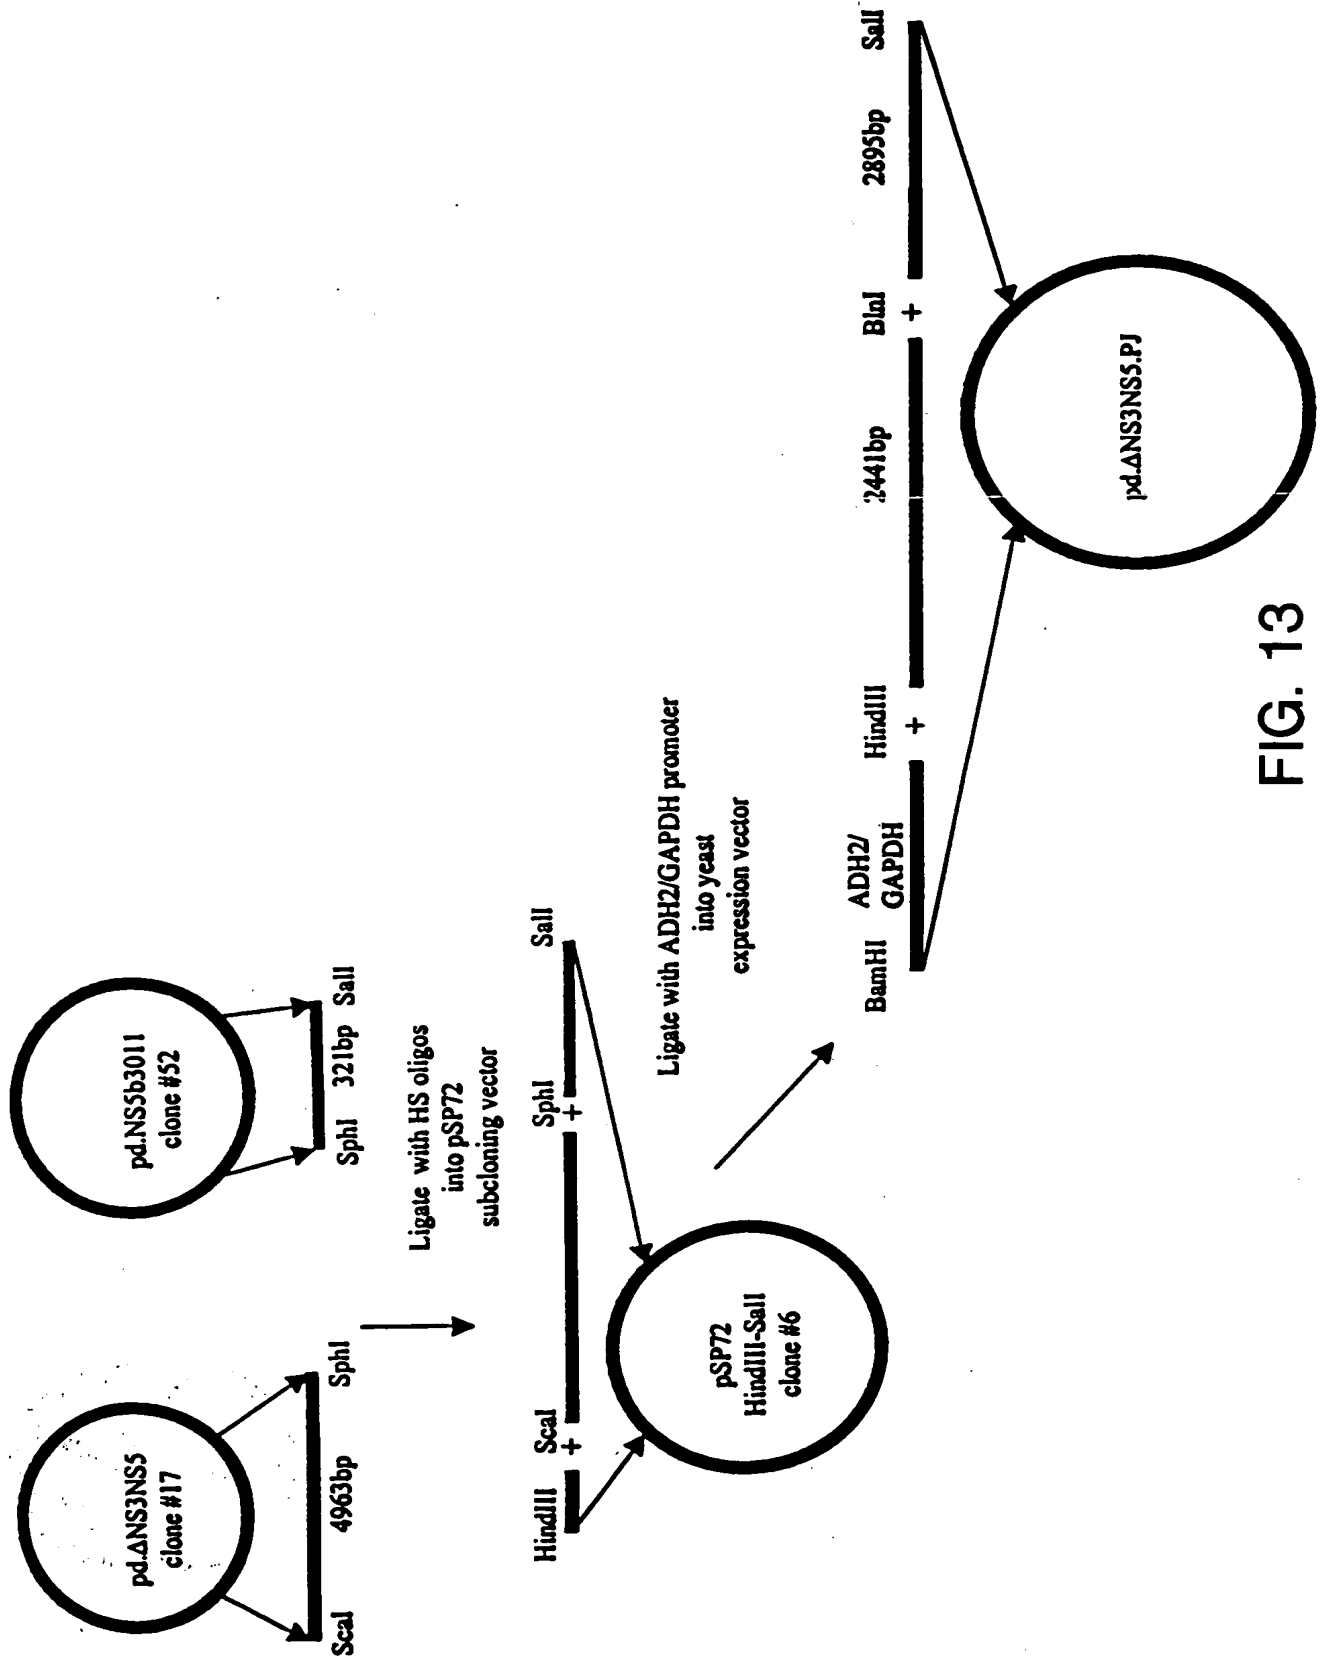 pd.ΔNS3NS5
clone #17
ScaI 4963bp SphI
pd.NS5b3011
clone #52
SphI 321bp SalI
Ligate with HS oligos
into pSP72
subcloning vector
HindIII ScaI SphI SalI
+ +
pSP72
HindIII-SalI
clone #6
Ligate with ADH2/GAPDH promoter
into yeast
expression vector
BamHI ADH2/ HindIII 2441bp BlnI 2895bp SalI
GAPDH + +
pd.ΔNS3NS5.PJ
FIG. 13